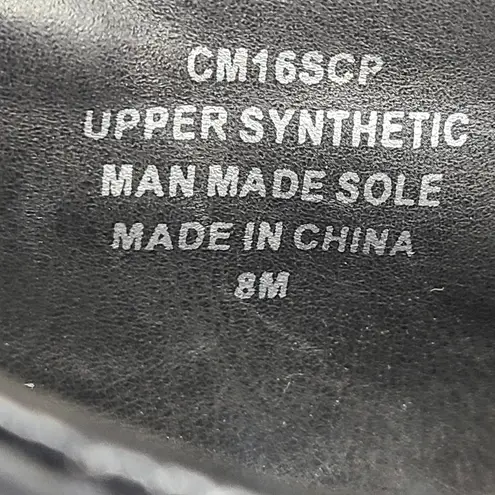 CM16SCP
UPPER SYNTHETIC
MAN MADE SOLE
MADE IN CHINA
8M